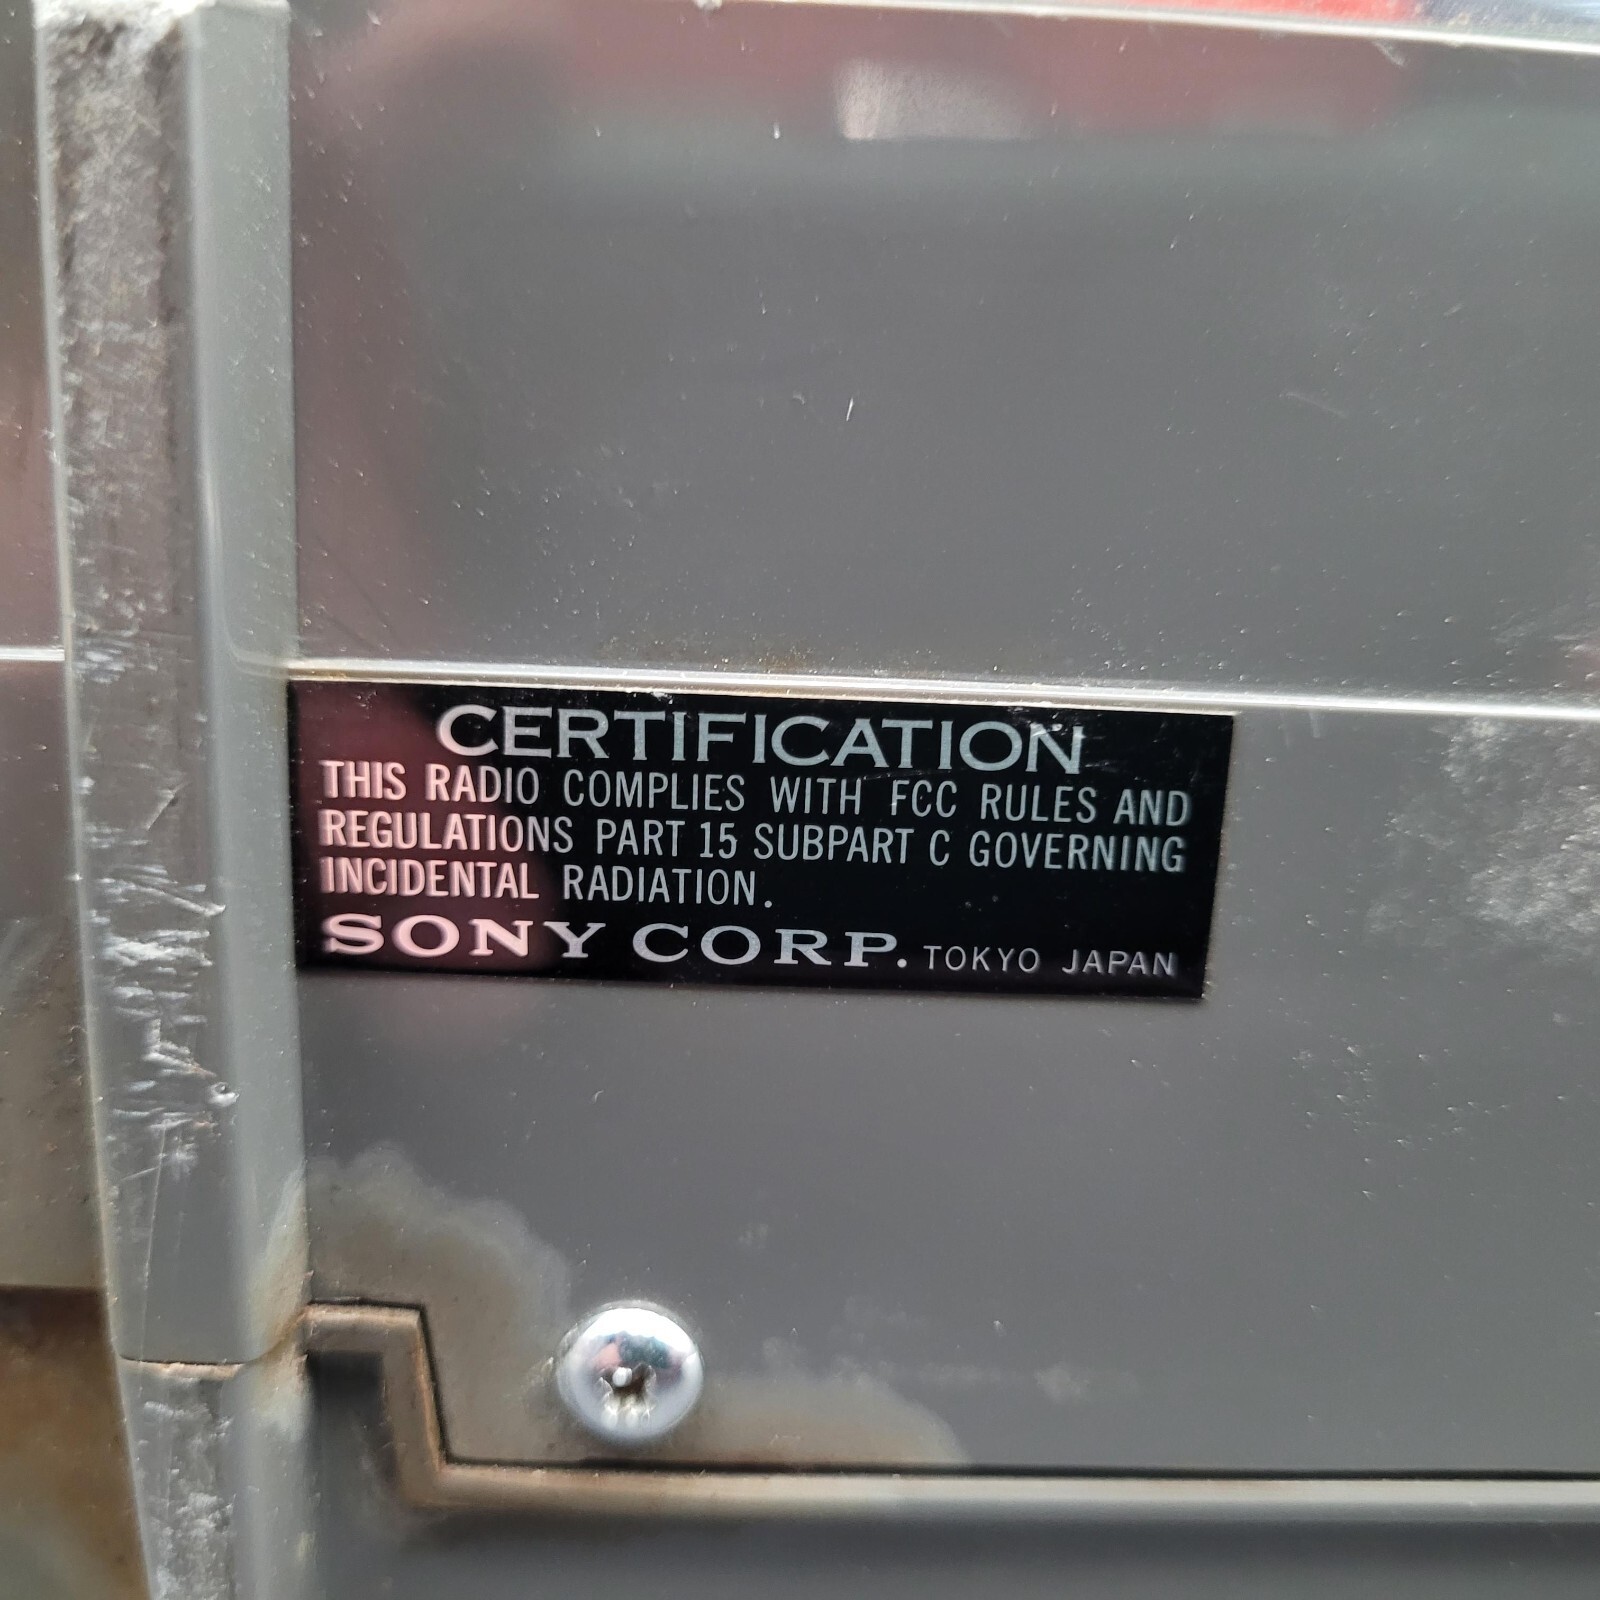 CERTIFICATION
THIS RADIO COMPLIES WITH FCC RULES AND
REGULATIONS PART 15 SUBPART C GOVERNING
INCIDENTAL RADIATION.
SONY CORP. TOKYO JAPAN